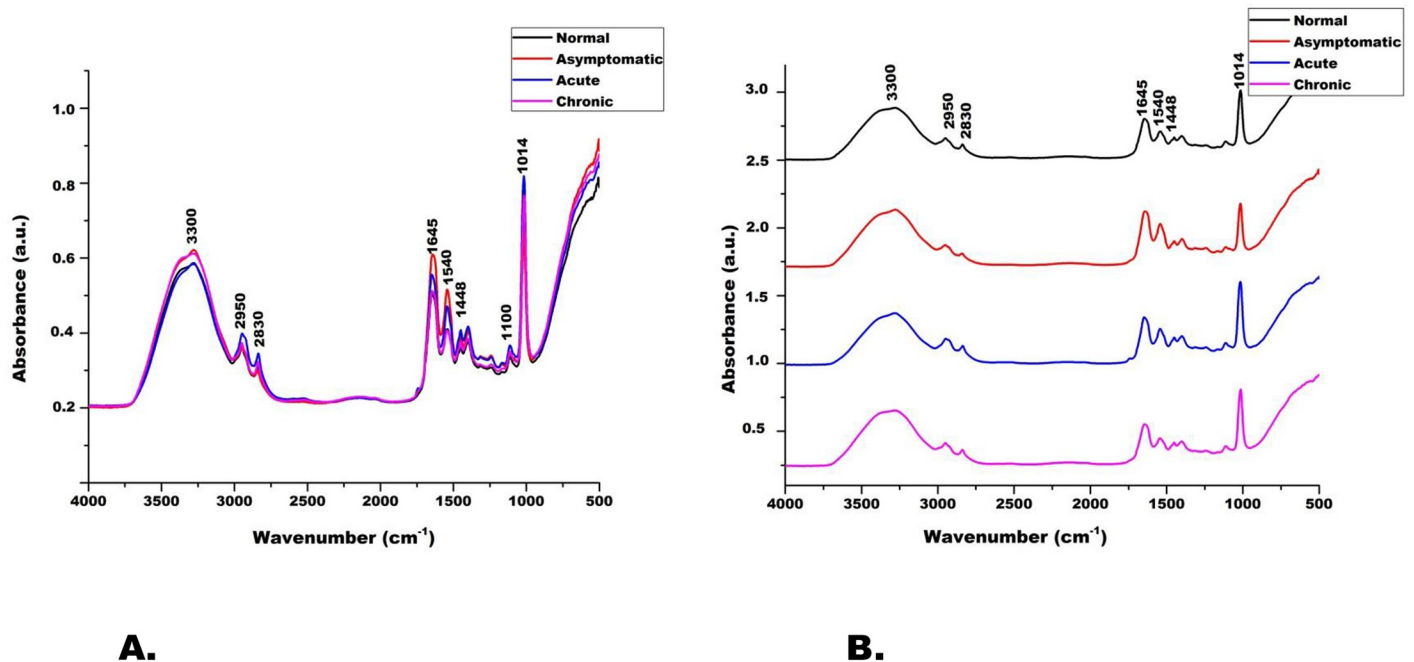 Normal
Asymptomatic
Acute
Chronic
1.0
0.8
0.6
0.4
0.2
Absorbance (a.u.)
3300
2950
2830
1645
1540
1448
1100
1014
4000 3500 3000 2500 2000 1500 1000 500
Wavenumber (cm-1)
A.
Normal
Asymptomatic
Acute
Chronic
3.0
2.5
2.0
1.5
1.0
0.5
Absorbance (a.u.)
3300
2950
2830
1645
1540
1448
1014
4000 3500 3000 2500 2000 1500 1000 500
Wavenumber (cm-1)
B.